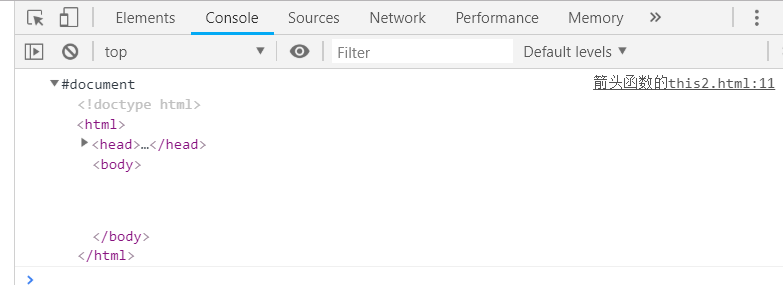 Elements Console Sources Network Performance Memory »
top Filter Default levels
#document 箭头函数的this2.html:11
<!doctype html>
<html>
<head>…</head>
<body>
</body>
</html>
>